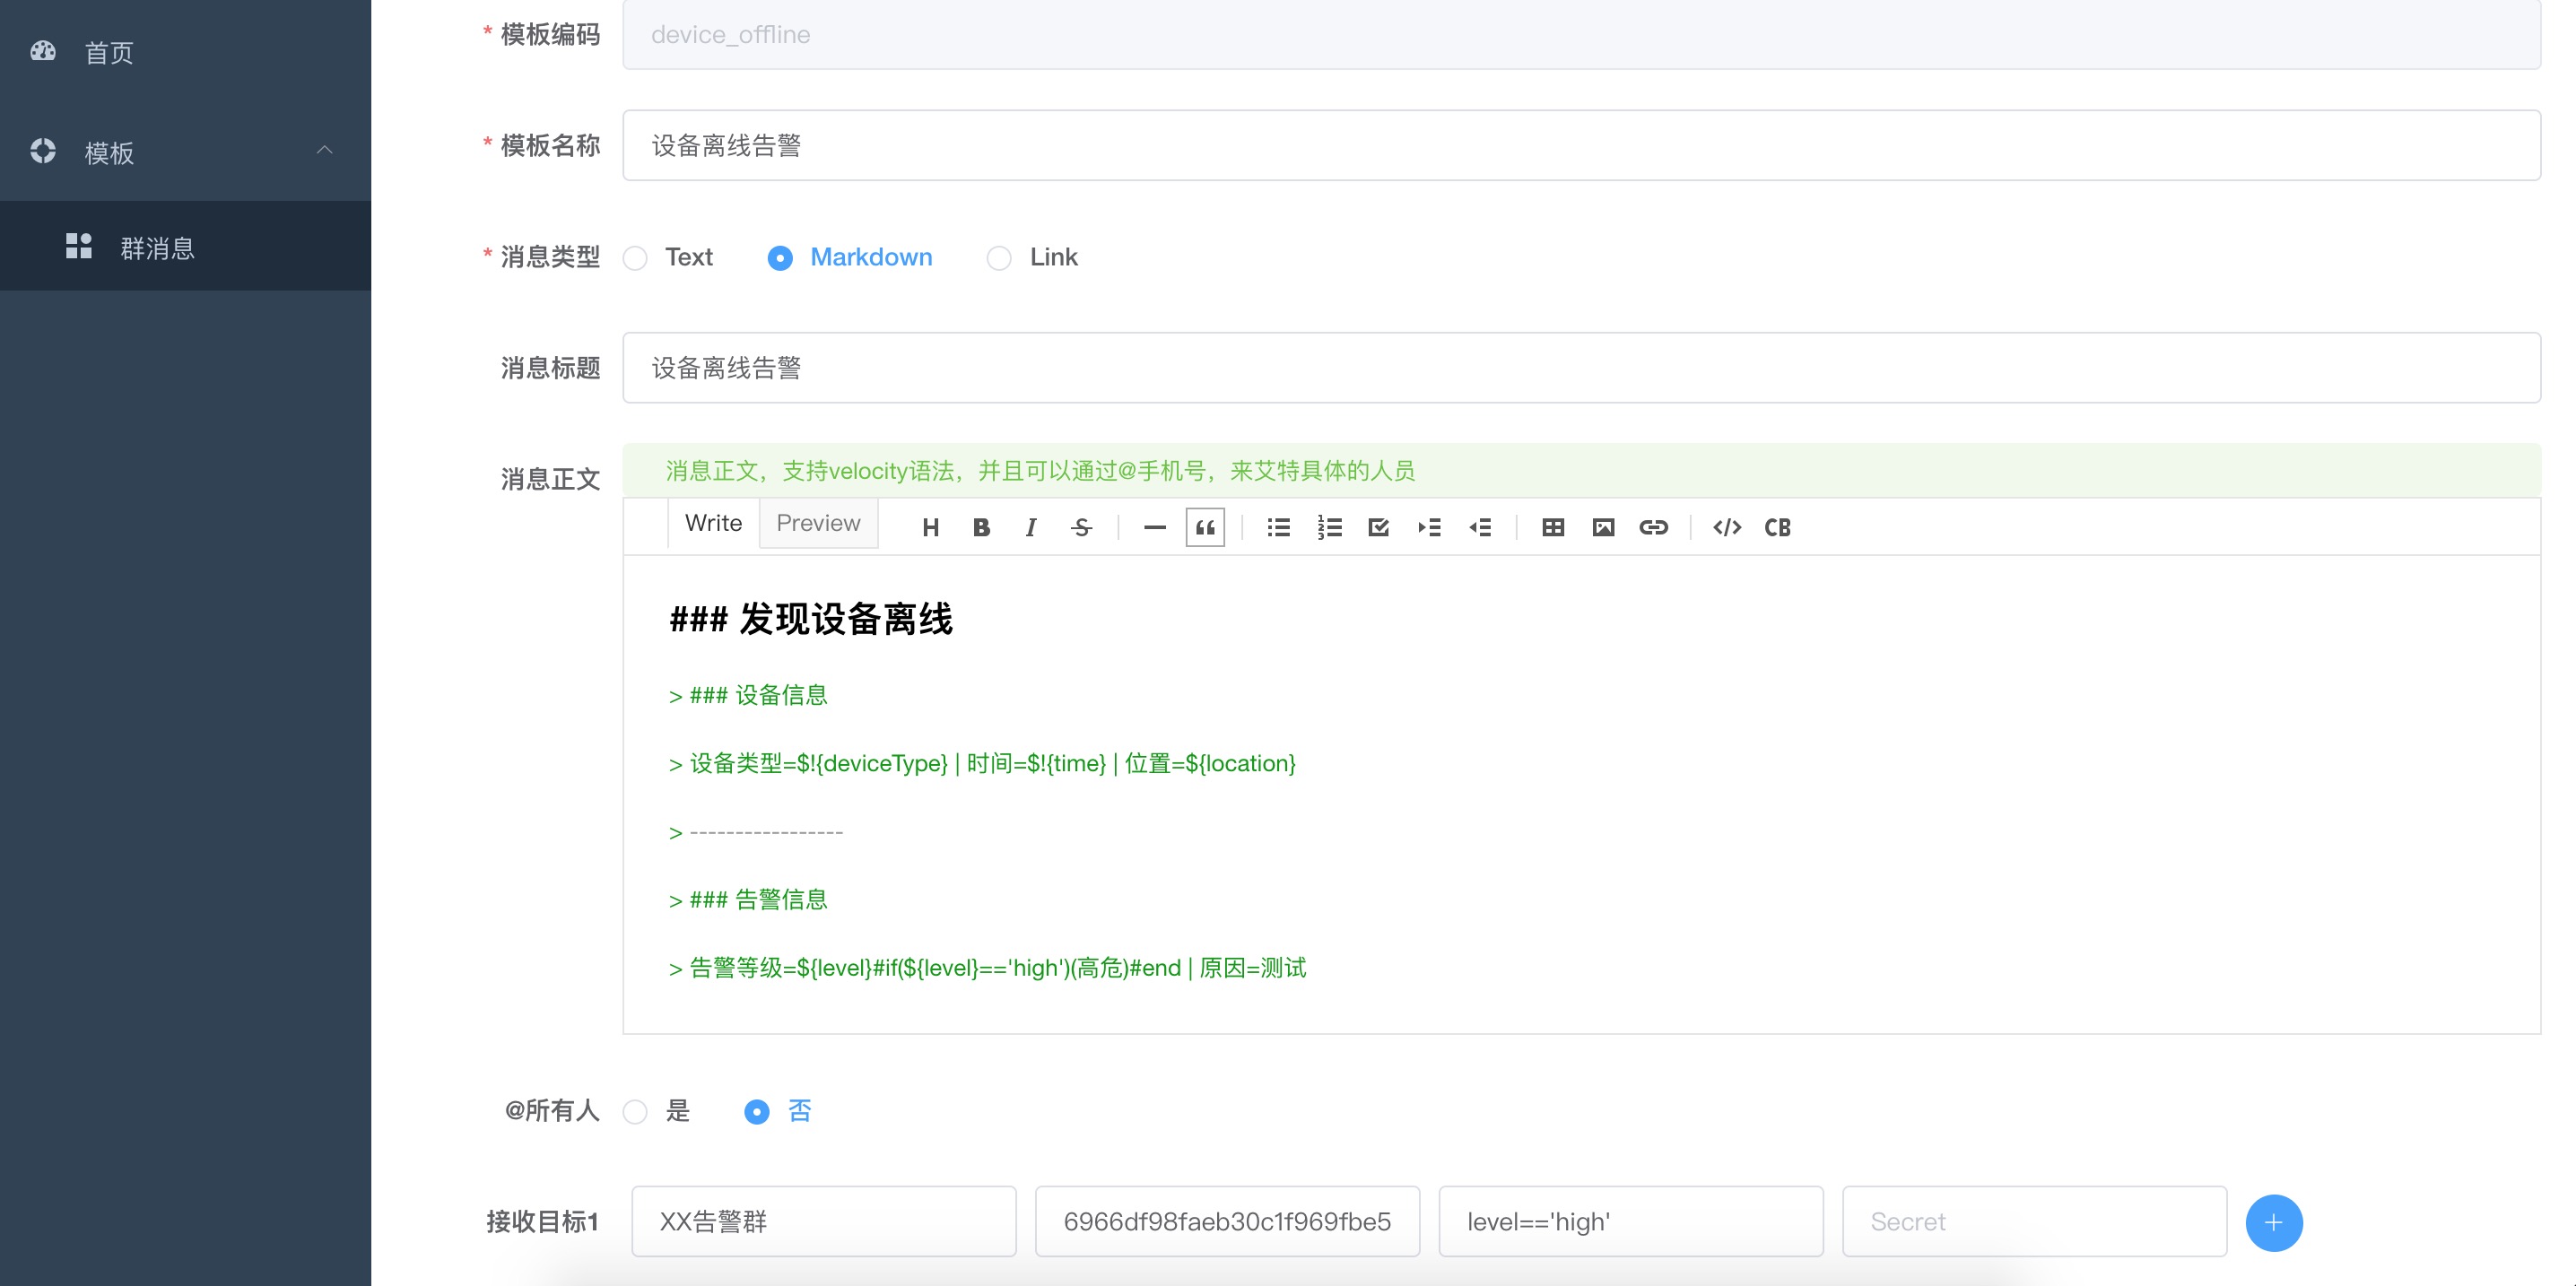 首页
模板
群消息
* 模板编码 device_offline
* 模板名称 设备离线告警
* 消息类型 Text Markdown Link
消息标题 设备离线告警
消息正文 消息正文，支持velocity语法，并且可以通过@手机号，来艾特具体的人员
Write Preview H B I S </> CB
### 发现设备离线
> ### 设备信息
> 设备类型=$!{deviceType} | 时间=$!{time} | 位置=${location}
> -----------------
> ### 告警信息
> 告警等级=${level}#if(${level}=='high')(高危)#end | 原因=测试
@所有人 是 否
接收目标1 XX告警群 6966df98faeb30c1f969fbe5 level=='high' Secret +